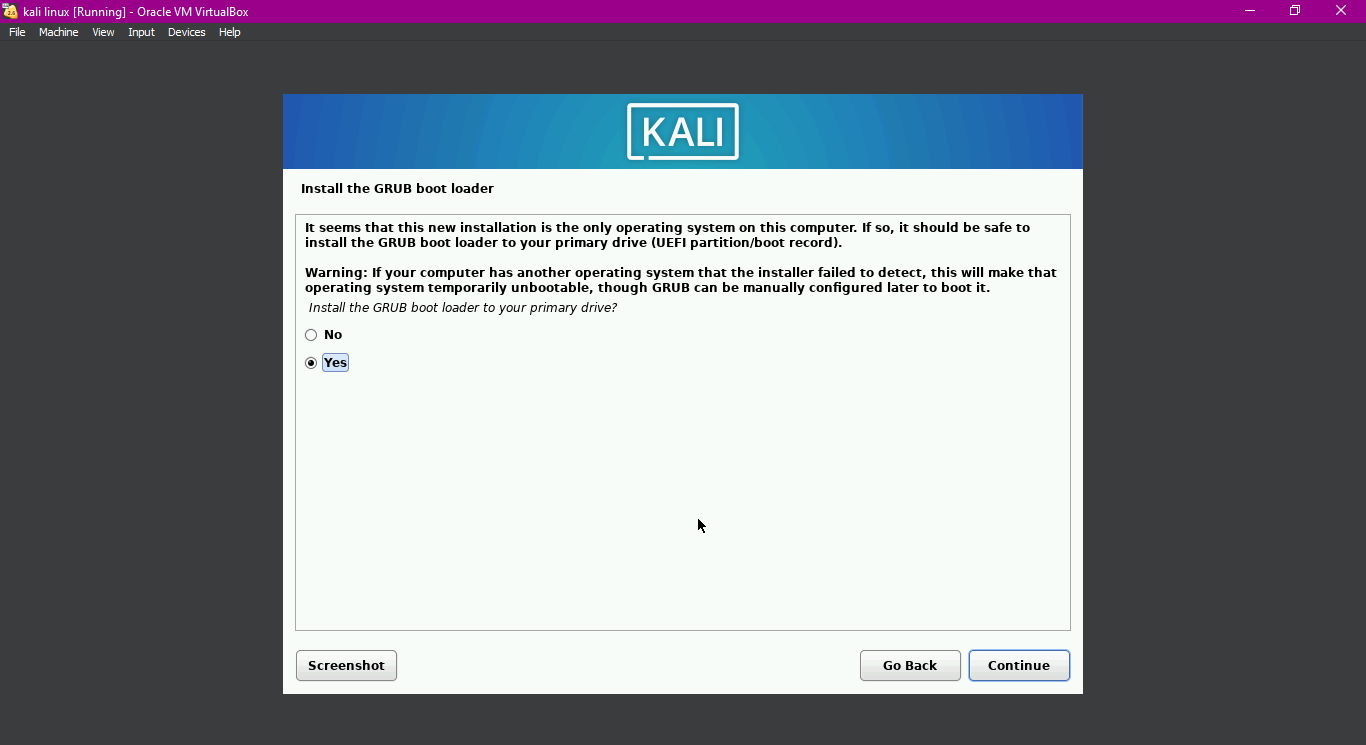 kali linux [Running] - Oracle VM VirtualBox
File Machine View Input Devices Help
KALI
Install the GRUB boot loader
It seems that this new installation is the only operating system on this computer. If so, it should be safe to
install the GRUB boot loader to your primary drive (UEFI partition/boot record).
Warning: If your computer has another operating system that the installer failed to detect, this will make that
operating system temporarily unbootable, though GRUB can be manually configured later to boot it.
Install the GRUB boot loader to your primary drive?
No
Yes
Screenshot Go Back Continue